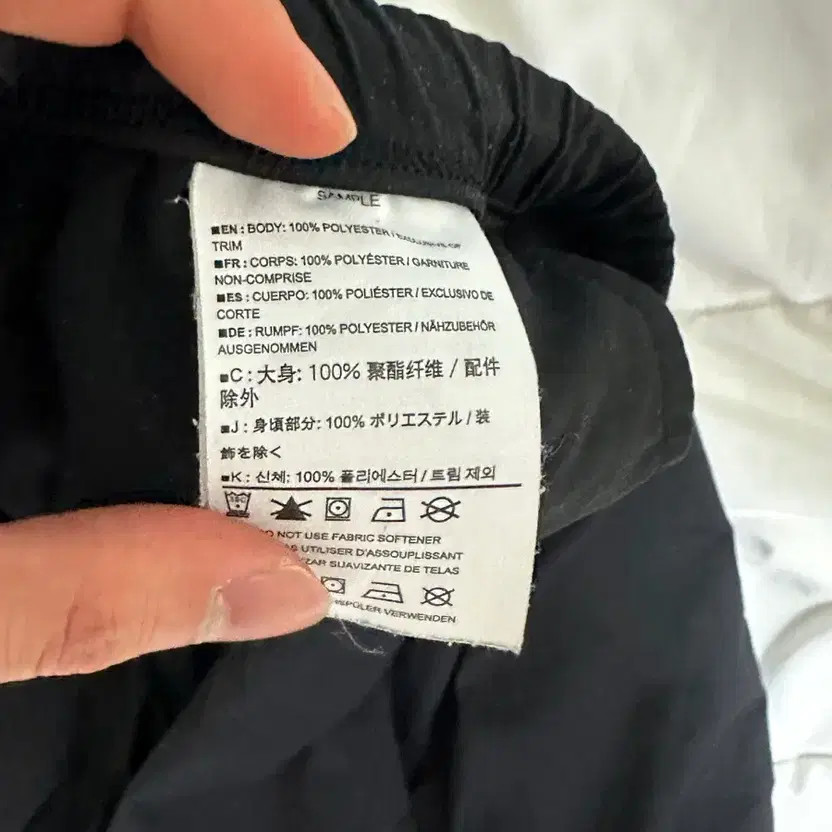 SAMPLE
■EN : BODY: 100% POLYESTER / EXCLUSIVE OF
TRIM
■FR : CORPS: 100% POLYÉSTER / GARNITURE
NON-COMPRISE
■ES : CUERPO: 100% POLIÉSTER / EXCLUSIVO DE
CORTE
■DE : RUMPF: 100% POLYESTER / NÄHZUBEHÖR
AUSGENOMMEN
■C : 大身: 100% 聚酯纤维 / 配件
除外
■J : 身頃部分: 100% ポリエステル / 装
飾を除く
■K : 신체: 100% 폴리에스터 / 트림 제외
NOT USE FABRIC SOFTENER
UTILISER D'ASSOUPLISSANT
SUAVIZANTE DE TELAS
VERWENDEN